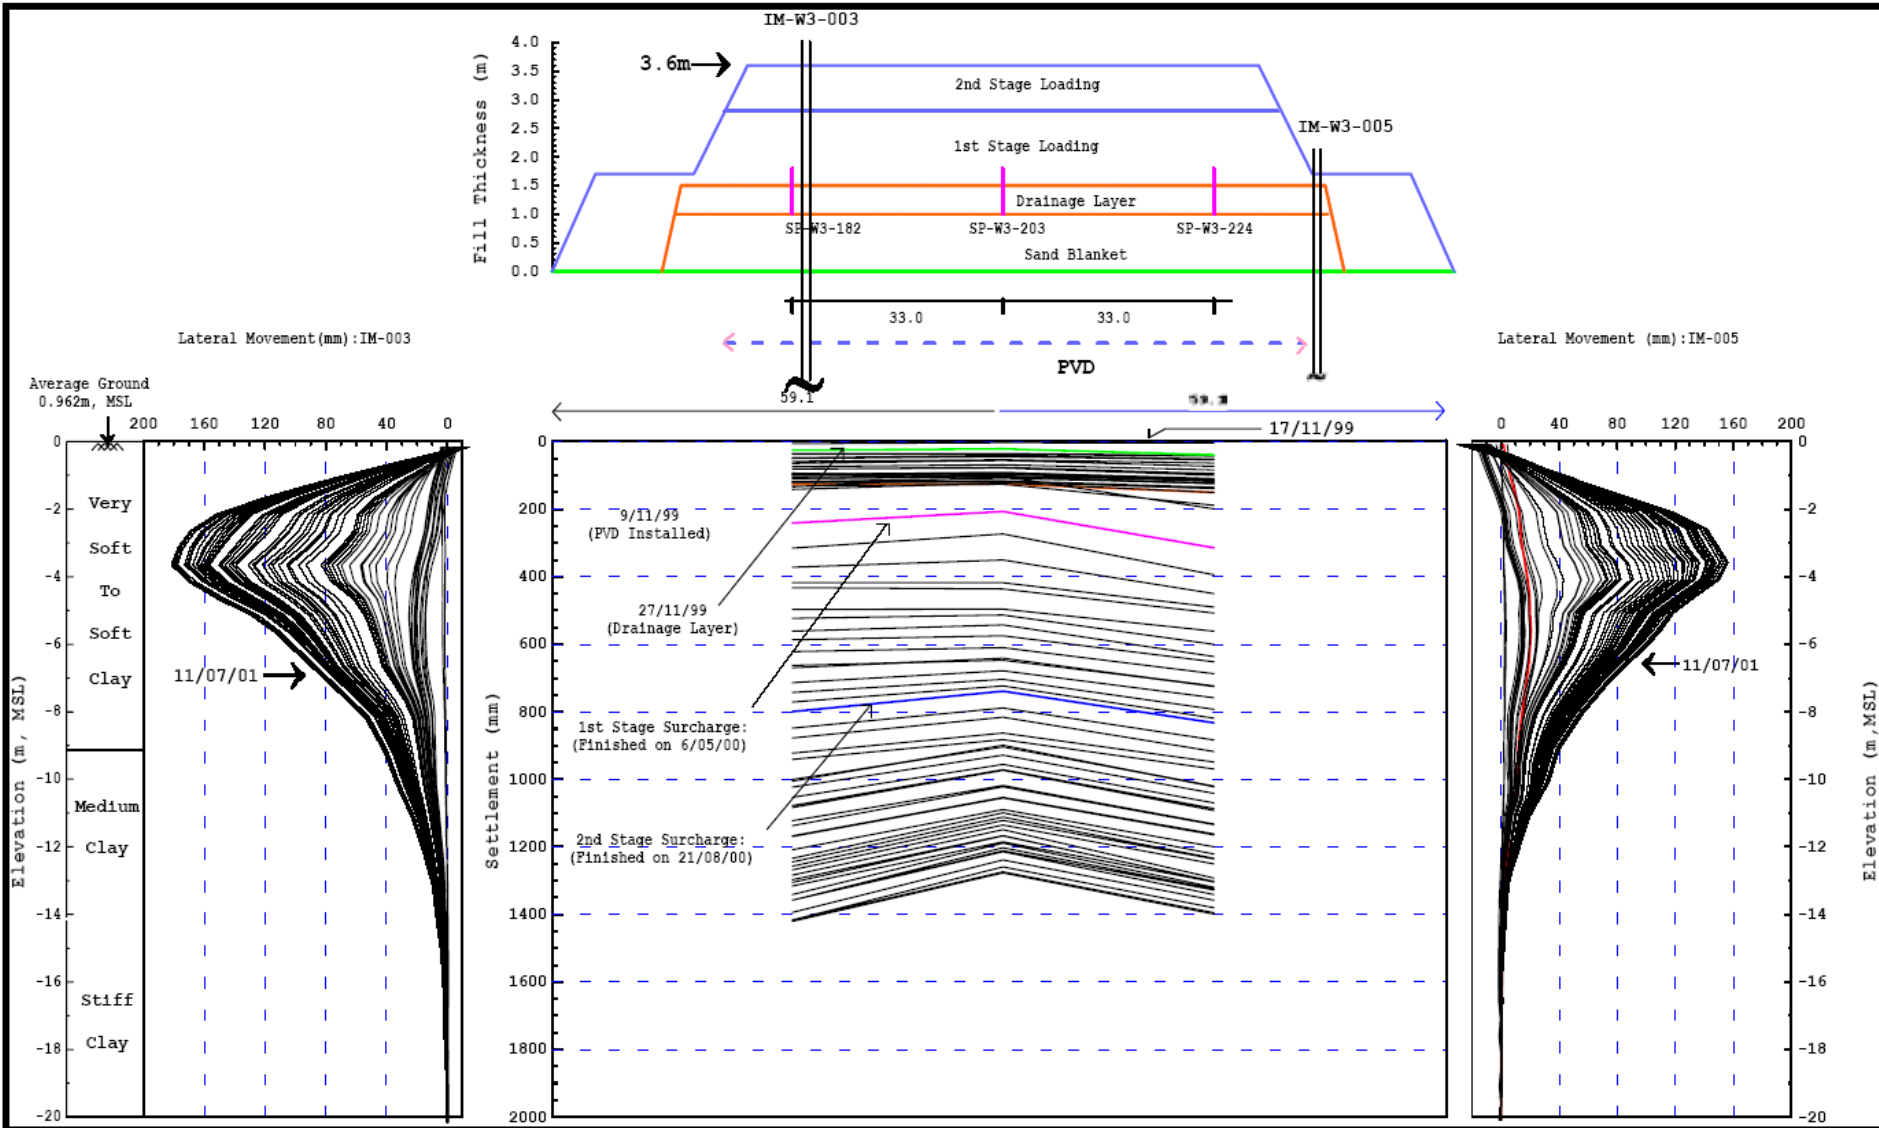 IM-W3-003
4.0
3.5
3.0
2.5
2.0
1.5
1.0
0.5
0.0
Fill Thickness (m)
3.6m
2nd Stage Loading
IM-W3-005
1st Stage Loading
Drainage Layer
SP-W3-182
SP-W3-203
SP-W3-224
Sand Blanket
33.0
33.0
PVD
Lateral Movement(mm):IM-003
Lateral Movement (mm):IM-005
Average Ground
0.962m, MSL
59.1
200 160 120 80 40 0
0
-2
-4
-6
-8
-10
-12
-14
-16
-18
-20
Elevation (m, MSL)
Very
Soft
To
Soft
Clay
Medium
Clay
Stiff
Clay
11/07/01
0
200
400
600
800
1000
1200
1400
1600
1800
2000
Settlement (mm)
17/11/99
9/11/99
(PVD Installed)
27/11/99
(Drainage Layer)
1st Stage Surcharge:
(Finished on 6/05/00)
2nd Stage Surcharge:
(Finished on 21/08/00)
0 40 80 120 160 200
0
-2
-4
-6
-8
-10
-12
-14
-16
-18
-20
11/07/01
Elevation (m,MSL)